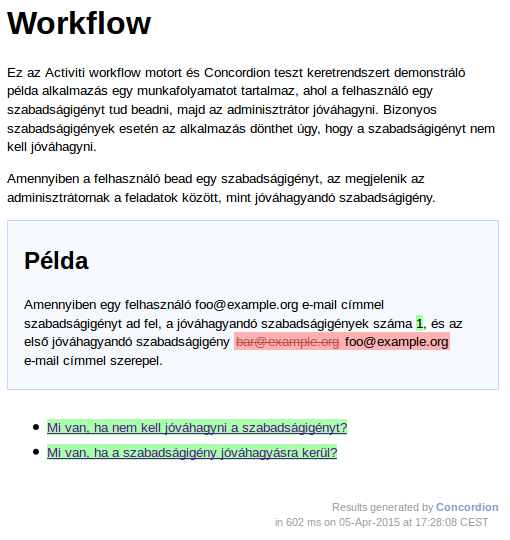 Workflow
Ez az Activiti workflow motort és Concordion teszt keretrendszert demonstráló
példa alkalmazás egy munkafolyamatot tartalmaz, ahol a felhasználó egy
szabadságigényt tud beadni, majd az adminisztrátor jóváhagyni. Bizonyos
szabadságigények esetén az alkalmazás dönthet úgy, hogy a szabadságigényt nem
kell jóváhagyni.
Amennyiben a felhasználó bead egy szabadságigényt, az megjelenik az
adminisztrátornak a feladatok között, mint jóváhagyandó szabadságigény.
Példa
Amennyiben egy felhasználó foo@example.org e-mail címmel
szabadságigényt ad fel, a jóváhagyandó szabadságigények száma 1, és az
első jóváhagyandó szabadságigény bar@example.org foo@example.org
e-mail címmel szerepel.
Mi van, ha nem kell jóváhagyni a szabadságigényt?
Mi van, ha a szabadságigény jóváhagyásra kerül?
Results generated by Concordion
in 602 ms on 05-Apr-2015 at 17:28:08 CEST